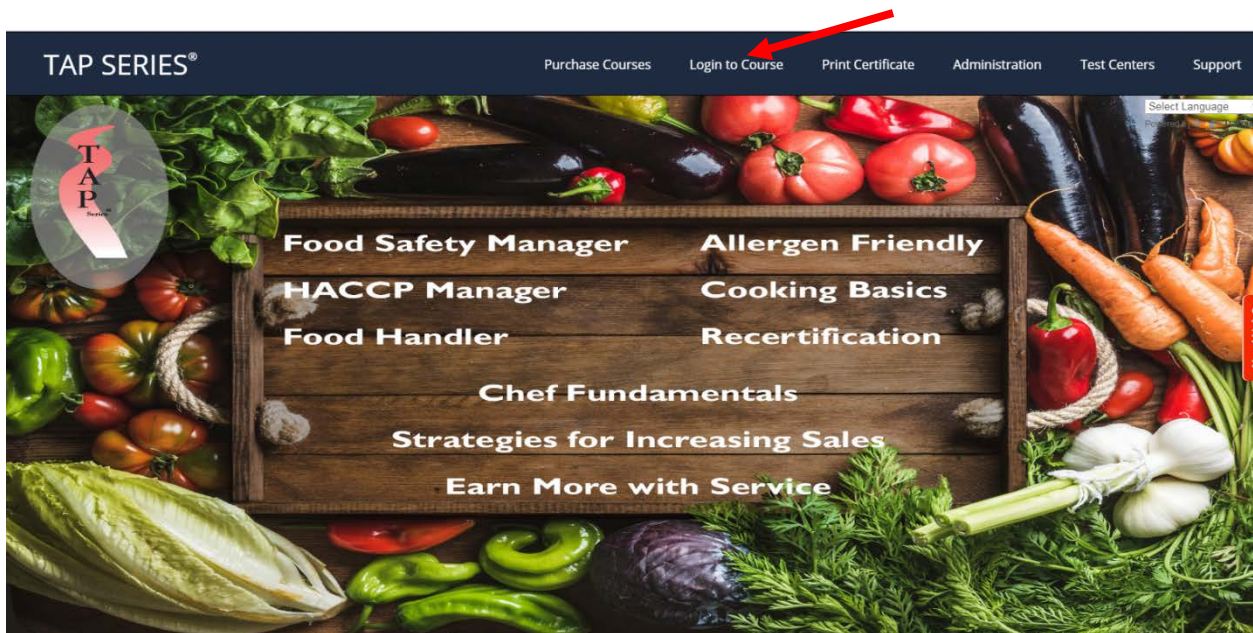 TAP SERIES®
Purchase Courses Login to Course Print Certificate Administration Test Centers Support
Select Language
T
A
P
Series
Food Safety Manager Allergen Friendly
HACCP Manager Cooking Basics
Food Handler Recertification
Chef Fundamentals
Strategies for Increasing Sales
Earn More with Service